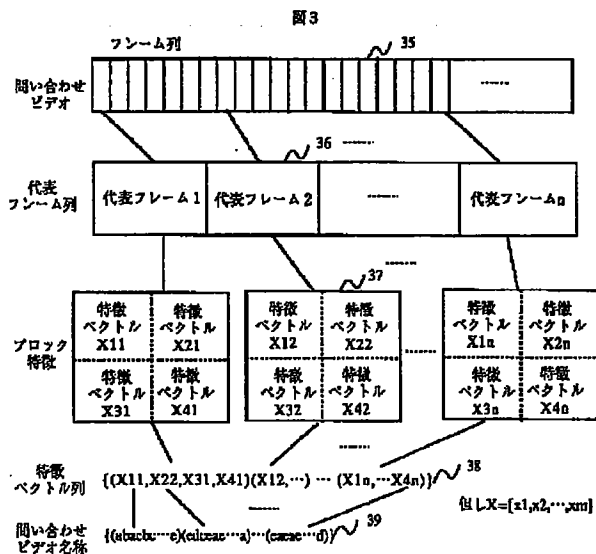 図3
フレーム列
35
問い合わせ
ビデオ
……
36
……
代表
フレーム列
代表フレーム1 代表フレーム2 …… 代表フレームn
37
……
ブロック
特徴
特徴 ベクトル X11
特徴 ベクトル X21
特徴 ベクトル X31
特徴 ベクトル X41
特徴 ベクトル X12
特徴 ベクトル X22
特徴 ベクトル X32
特徴 ベクトル X42
……
特徴 ベクトル X1n
特徴 ベクトル X2n
特徴 ベクトル X3n
特徴 ベクトル X4n
……
特徴
ベクトル列
{(X11,X22,X31,X41)(X12,…) … (X1n,…X4n)}
38
……
但しX=[x1,x2,…,xm]
問い合わせ
ビデオ名称
39